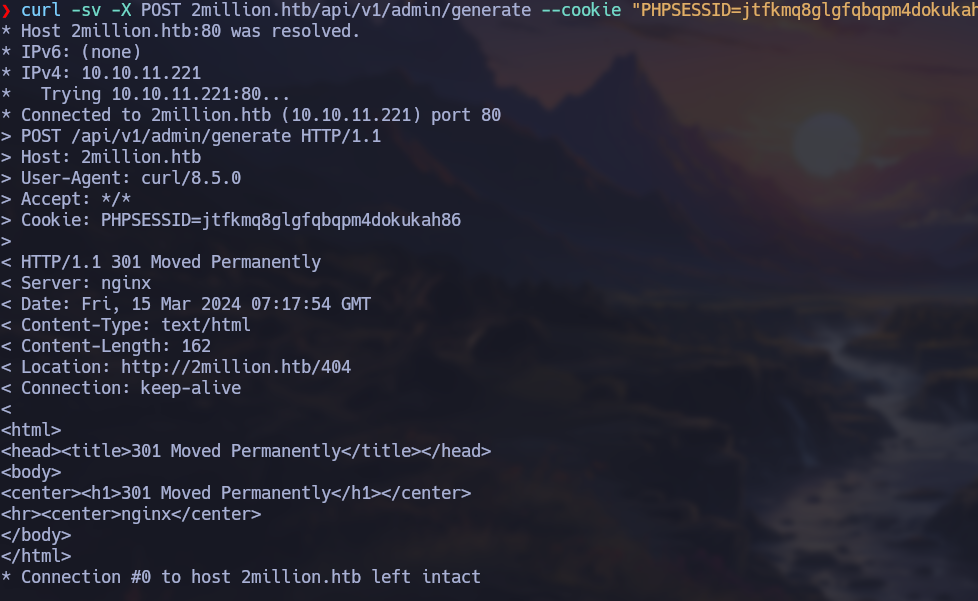 ❯ curl -sv -X POST 2million.htb/api/v1/admin/generate --cookie "PHPSESSID=jtfkmq8glgfqbqpm4dokukah
* Host 2million.htb:80 was resolved.
* IPv6: (none)
* IPv4: 10.10.11.221
*   Trying 10.10.11.221:80...
* Connected to 2million.htb (10.10.11.221) port 80
> POST /api/v1/admin/generate HTTP/1.1
> Host: 2million.htb
> User-Agent: curl/8.5.0
> Accept: */*
> Cookie: PHPSESSID=jtfkmq8glgfqbqpm4dokukah86
>
< HTTP/1.1 301 Moved Permanently
< Server: nginx
< Date: Fri, 15 Mar 2024 07:17:54 GMT
< Content-Type: text/html
< Content-Length: 162
< Location: http://2million.htb/404
< Connection: keep-alive
<
<html>
<head><title>301 Moved Permanently</title></head>
<body>
<center><h1>301 Moved Permanently</h1></center>
<hr><center>nginx</center>
</body>
</html>
* Connection #0 to host 2million.htb left intact